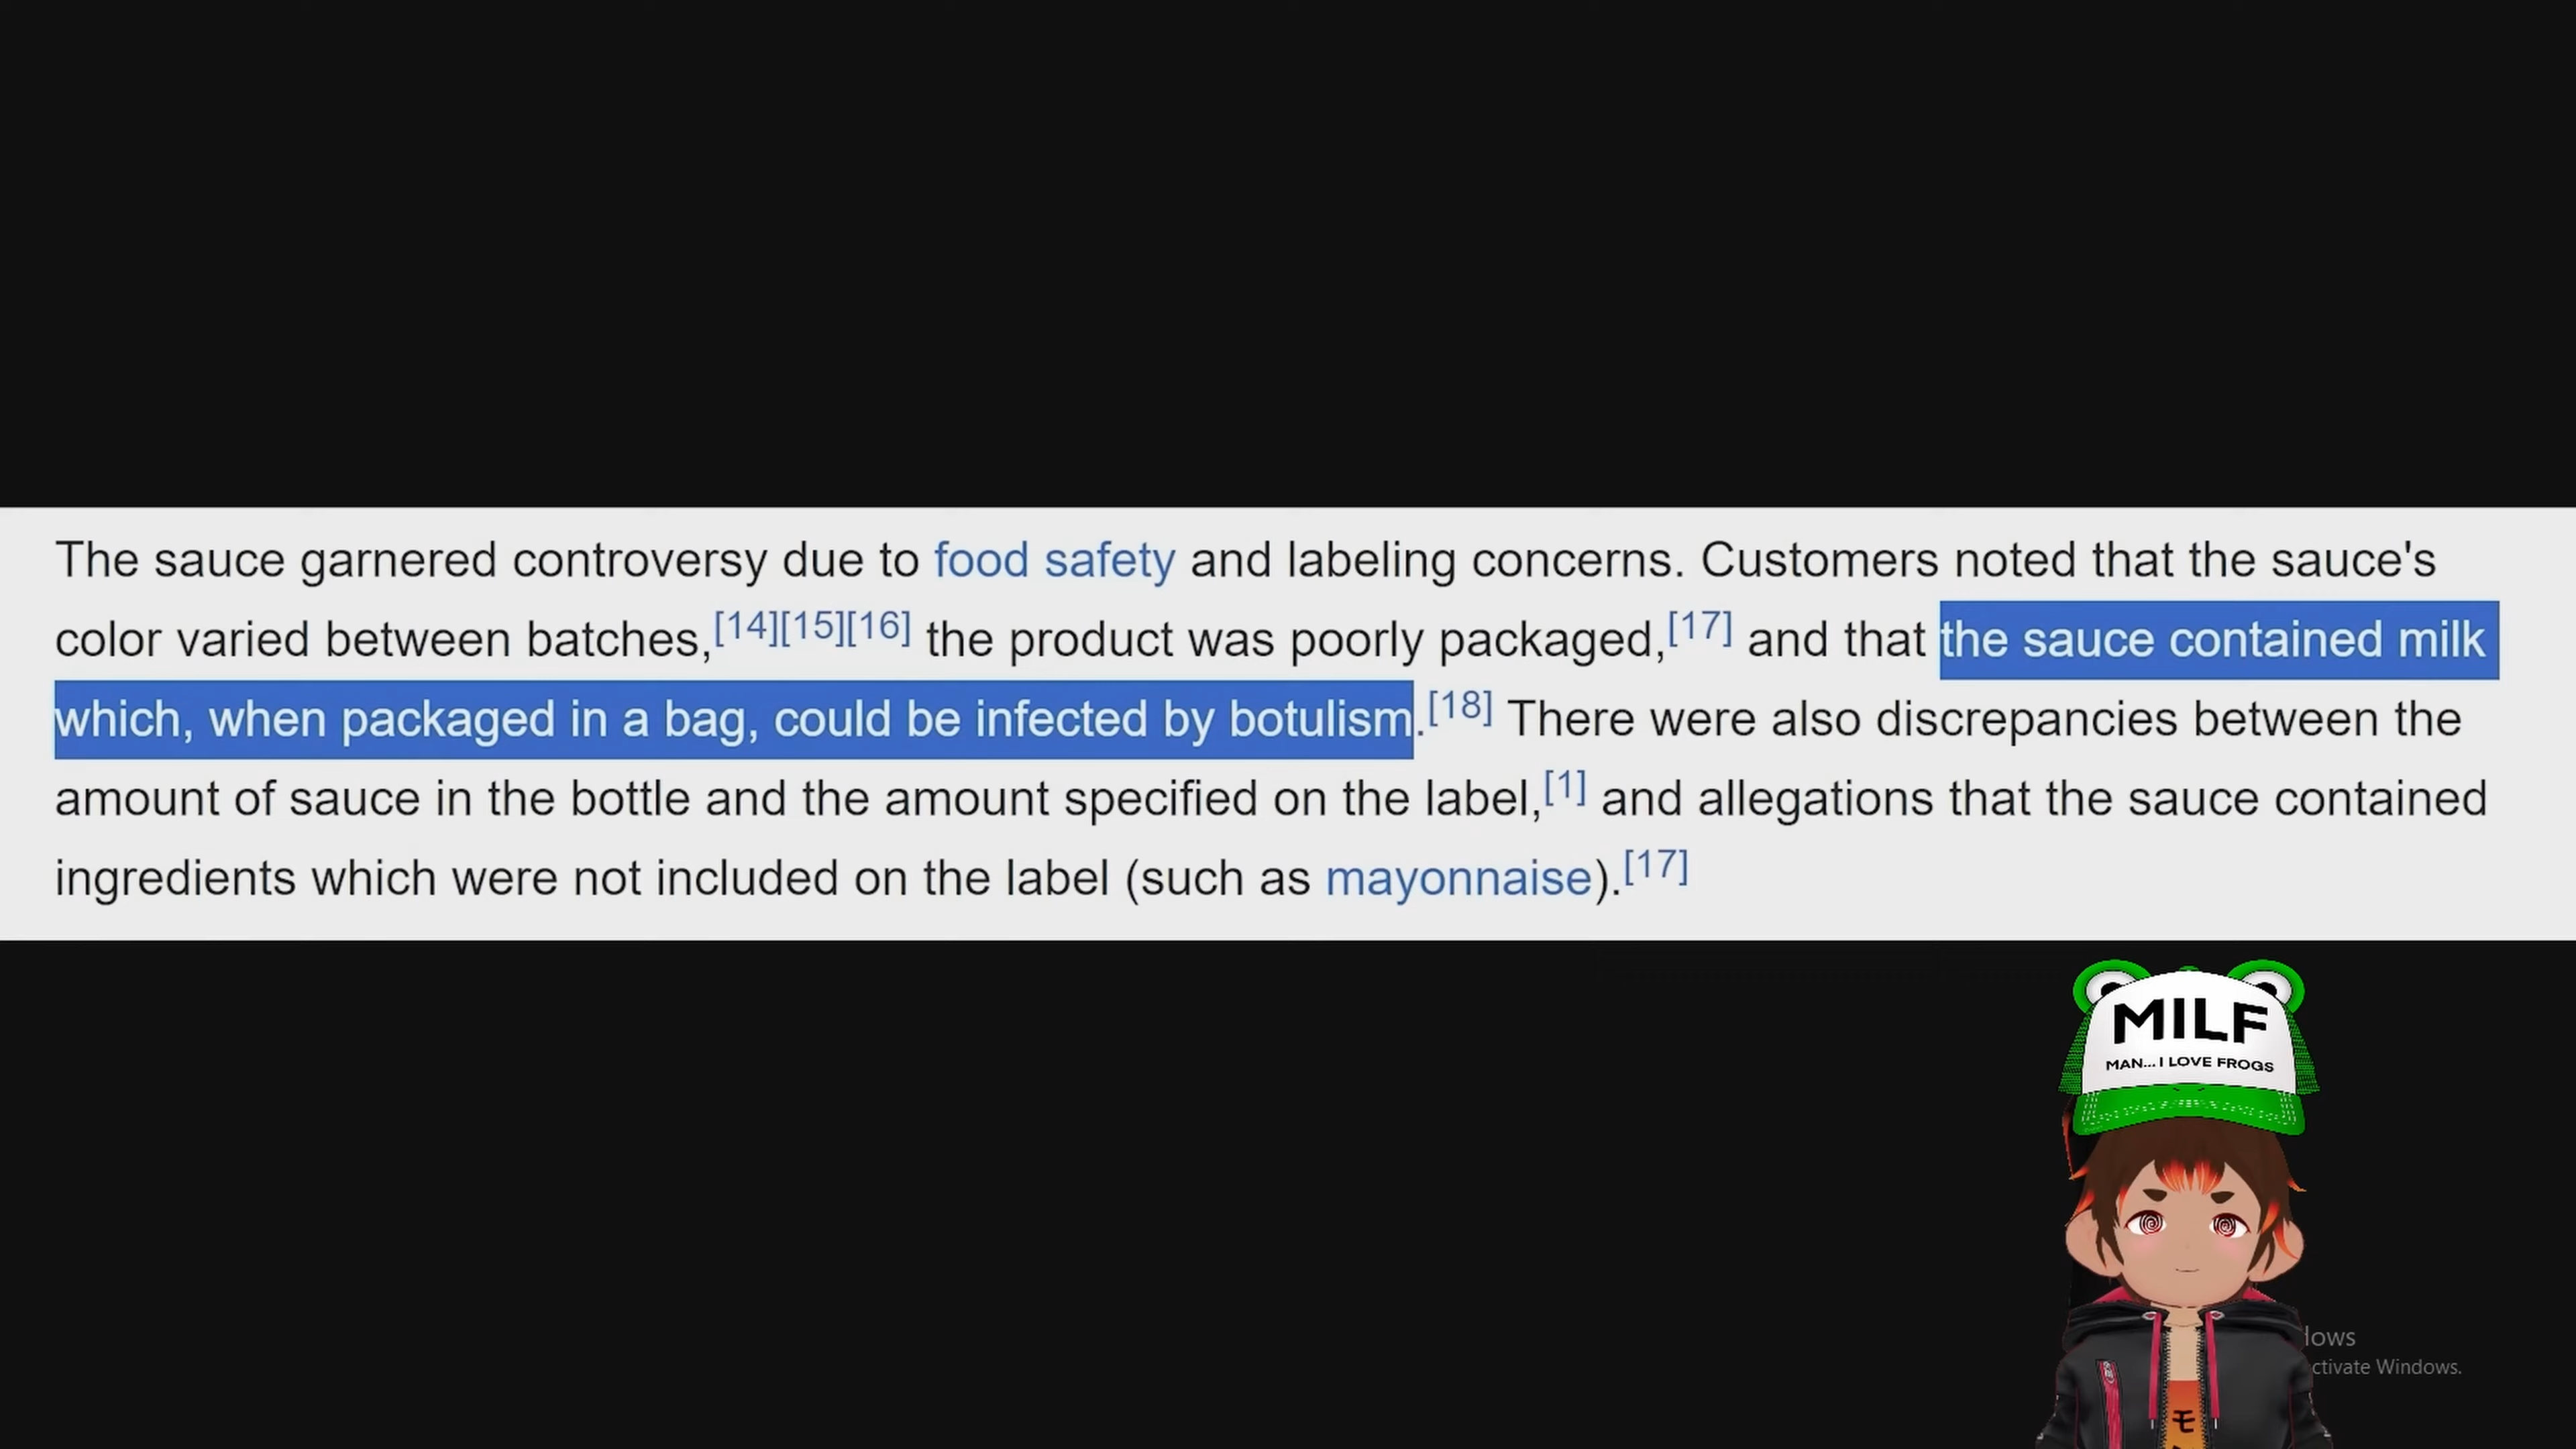 The sauce garnered controversy due to food safety and labeling concerns. Customers noted that the sauce's
color varied between batches,[14][15][16] the product was poorly packaged,[17] and that the sauce contained milk
which, when packaged in a bag, could be infected by botulism.[18] There were also discrepancies between the
amount of sauce in the bottle and the amount specified on the label,[1] and allegations that the sauce contained
ingredients which were not included on the label (such as mayonnaise).[17]
MILF
MAN... I LOVE FROGS
dows
ctivate Windows.
モ